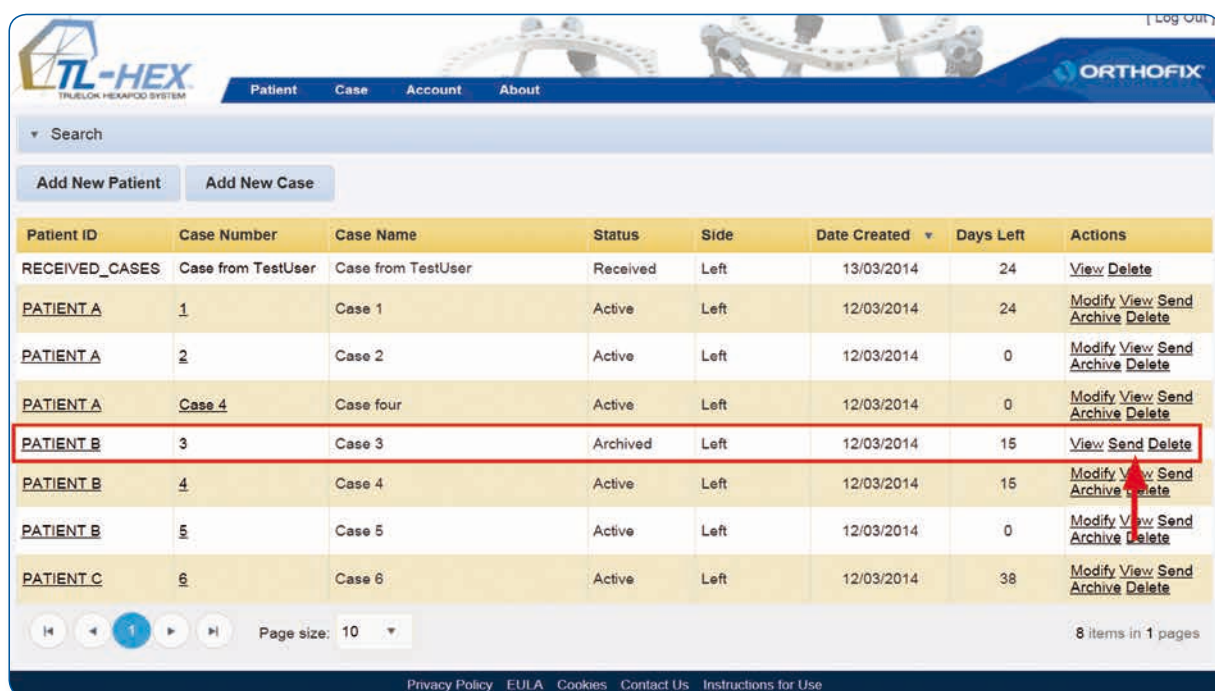 [ Log Out ]
TL-HEX
TRUELOK HEXAPOD SYSTEM
ORTHOFIX
Patient Case Account About
Search
Add New Patient Add New Case
Patient ID Case Number Case Name Status Side Date Created Days Left Actions
RECEIVED_CASES Case from TestUser Case from TestUser Received Left 13/03/2014 24 View Delete
PATIENT A 1 Case 1 Active Left 12/03/2014 24 Modify View Send
Archive Delete
PATIENT A 2 Case 2 Active Left 12/03/2014 0 Modify View Send
Archive Delete
PATIENT A Case 4 Case four Active Left 12/03/2014 0 Modify View Send
Archive Delete
PATIENT B 3 Case 3 Archived Left 12/03/2014 15 View Send Delete
PATIENT B 4 Case 4 Active Left 12/03/2014 15 Modify View Send
Archive Delete
PATIENT B 5 Case 5 Active Left 12/03/2014 0 Modify View Send
Archive Delete
PATIENT C 6 Case 6 Active Left 12/03/2014 38 Modify View Send
Archive Delete
1 Page size: 10 8 items in 1 pages
Privacy Policy EULA Cookies Contact Us Instructions for Use